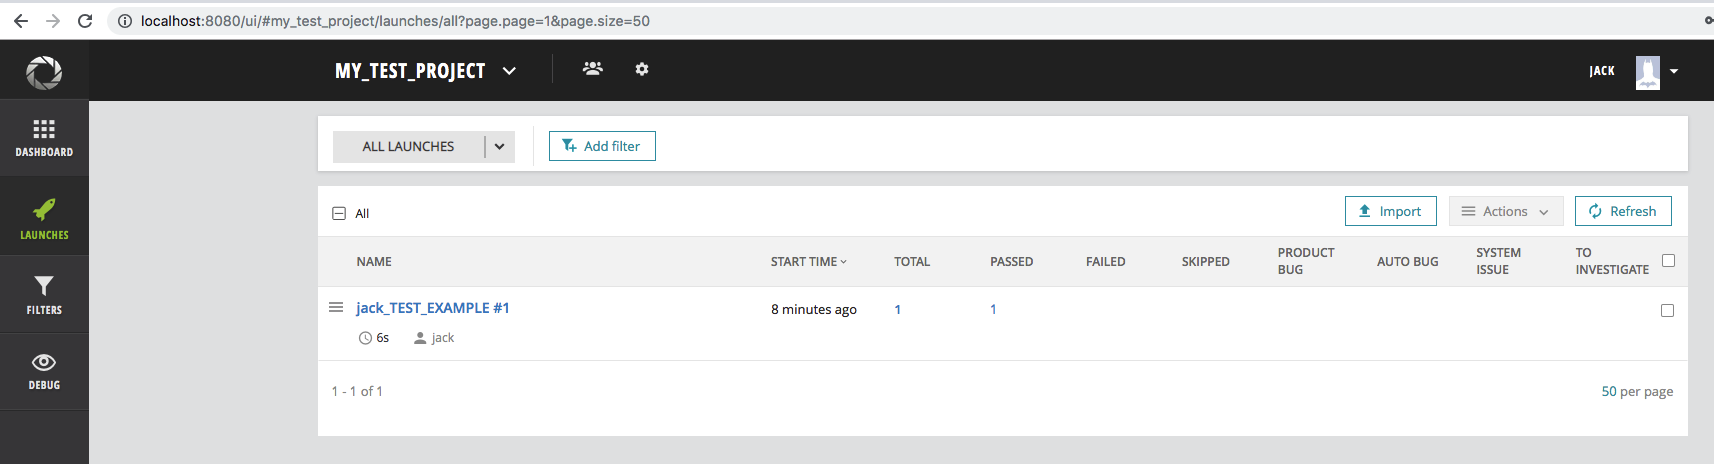 localhost:8080/ui/#my_test_project/launches/all?page.page=1&page.size=50
MY_TEST_PROJECT
JACK
DASHBOARD
LAUNCHES
FILTERS
DEBUG
ALL LAUNCHES
Add filter
All
Import
Actions
Refresh
NAME START TIME TOTAL PASSED FAILED SKIPPED PRODUCT BUG AUTO BUG SYSTEM ISSUE TO INVESTIGATE
jack_TEST_EXAMPLE #1 8 minutes ago 1 1
6s jack
1 - 1 of 1 50 per page